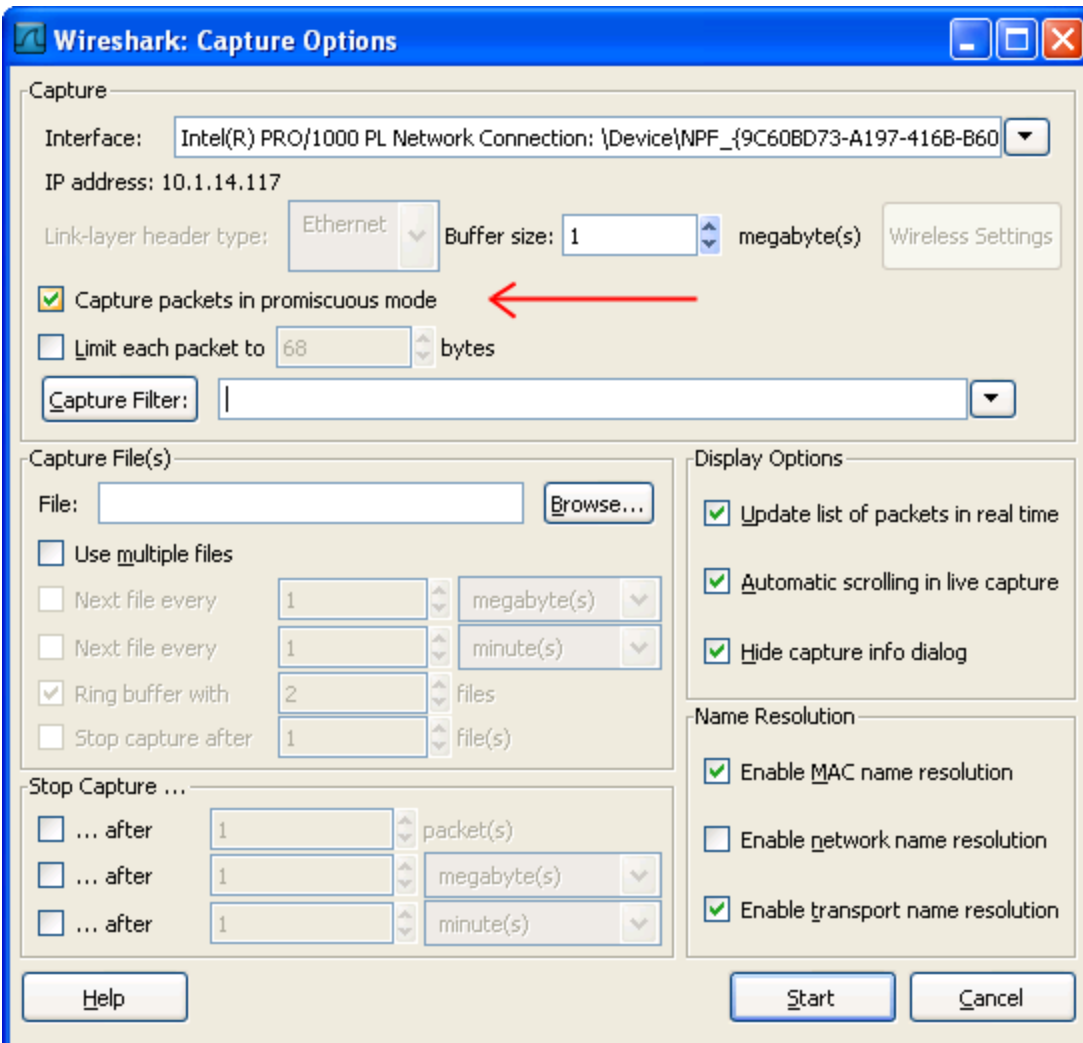 Wireshark: Capture Options
Capture
Interface: Intel(R) PRO/1000 PL Network Connection: \Device\NPF_{9C60BD73-A197-416B-B60
IP address: 10.1.14.117
Link-layer header type: Ethernet Buffer size: 1 megabyte(s) Wireless Settings
Capture packets in promiscuous mode
Limit each packet to 68 bytes
Capture Filter:
Capture File(s)
File: Browse...
Use multiple files
Next file every 1 megabyte(s)
Next file every 1 minute(s)
Ring buffer with 2 files
Stop capture after 1 file(s)
Display Options
Update list of packets in real time
Automatic scrolling in live capture
Hide capture info dialog
Stop Capture ...
... after 1 packet(s)
... after 1 megabyte(s)
... after 1 minute(s)
Name Resolution
Enable MAC name resolution
Enable network name resolution
Enable transport name resolution
Help Start Cancel